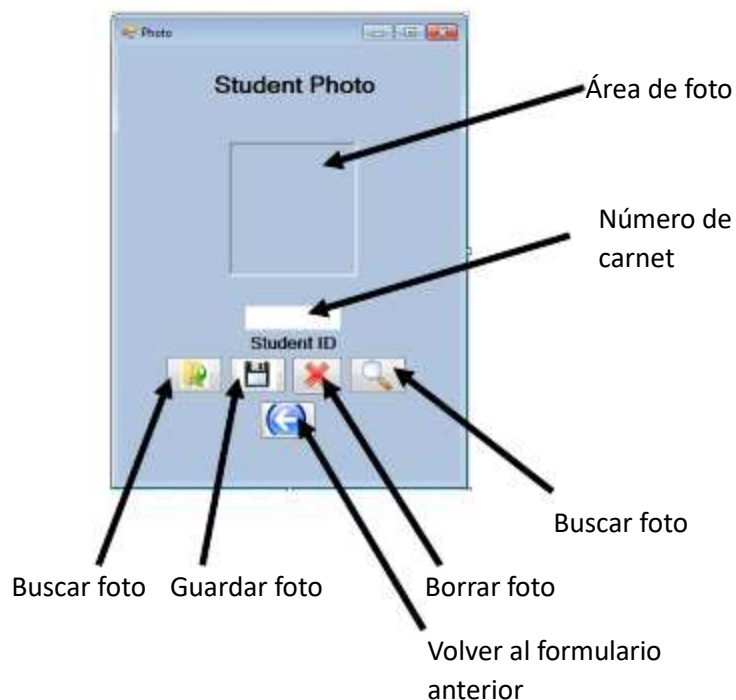 Photo
Student Photo
Área de foto
Número de
carnet
Student ID
Buscar foto
Buscar foto
Guardar foto
Borrar foto
Volver al formulario
anterior